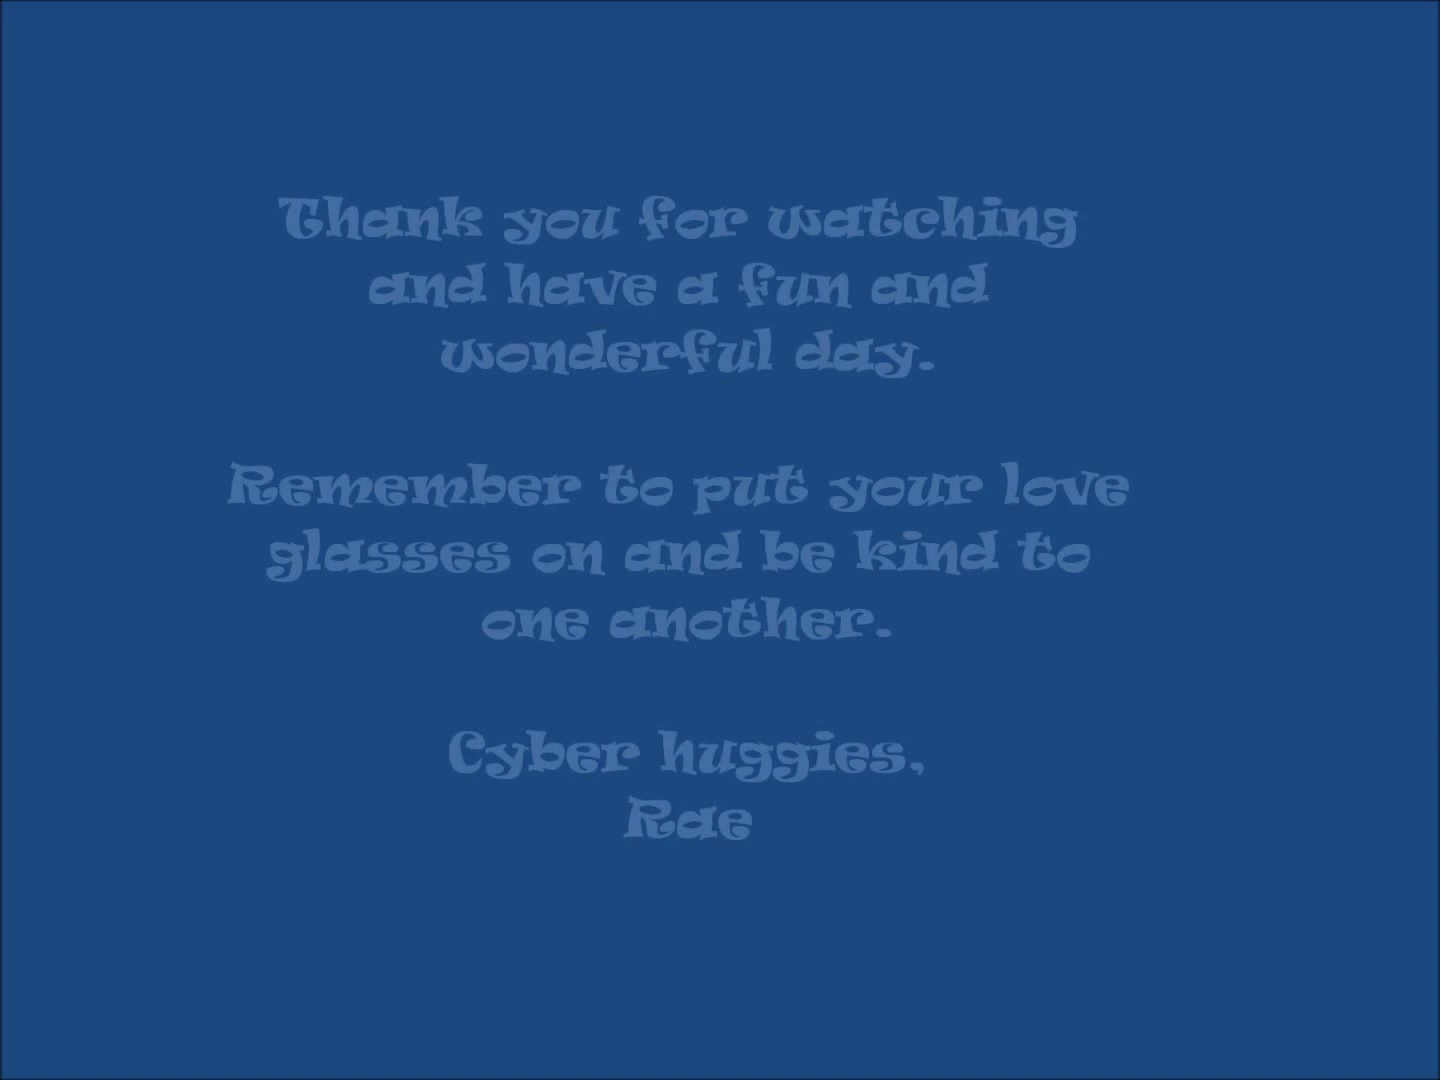 Thank you for watching
and have a fun and
wonderful day.
Remember to put your love
glasses on and be kind to
one another.
Cyber huggies,
Rae